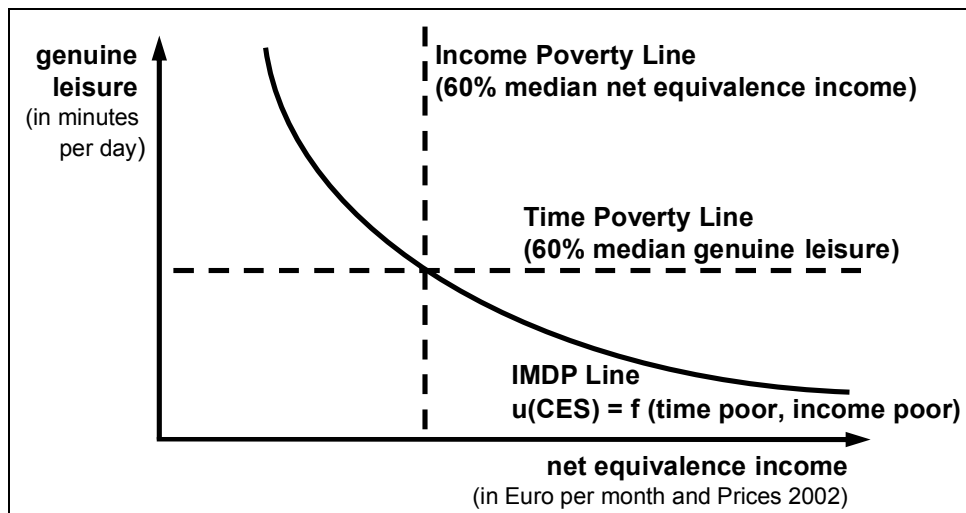 genuine
leisure
(in minutes
per day)
Income Poverty Line
(60% median net equivalence income)
Time Poverty Line
(60% median genuine leisure)
IMDP Line
u(CES) = f (time poor, income poor)
net equivalence income
(in Euro per month and Prices 2002)